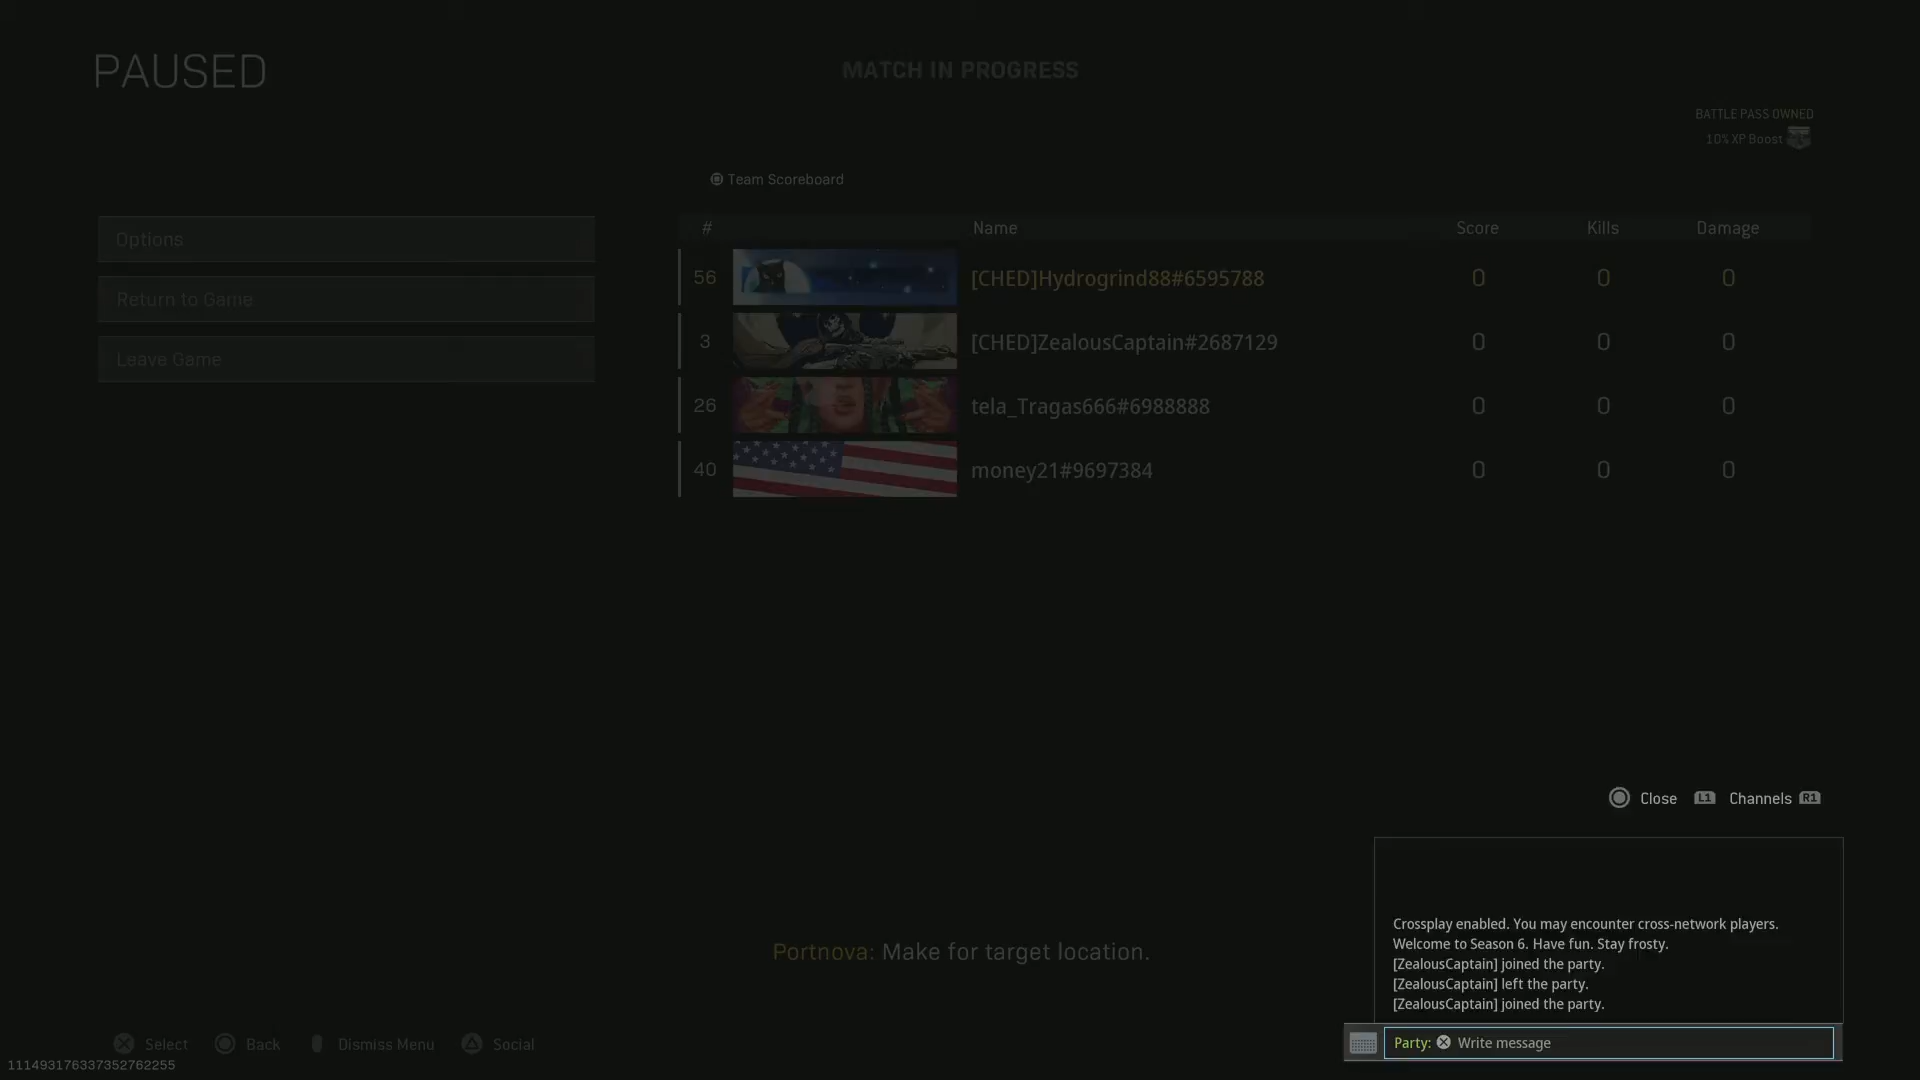 PAUSED
MATCH IN PROGRESS
BATTLE PASS OWNED
10% XP Boost
Team Scoreboard
Options
Return to Game
Leave Game
# Name Score Kills Damage
56 [CHED]Hydrogrind88#6595788 0 0 0
3 [CHED]ZealousCaptain#2687129 0 0 0
26 tela_Tragas666#6988888 0 0 0
40 money21#9697384 0 0 0
Close L1 Channels R1
Crossplay enabled. You may encounter cross-network players.
Welcome to Season 6. Have fun. Stay frosty.
[ZealousCaptain] joined the party.
[ZealousCaptain] left the party.
[ZealousCaptain] joined the party.
Portnova: Make for target location.
Party: Write message
Select Back Dismiss Menu Social
111493176337352762255